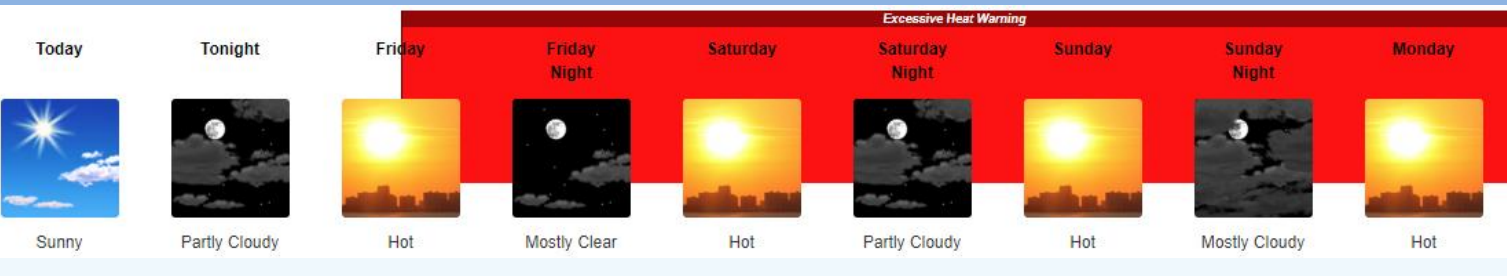 Excessive Heat Warning
Today Tonight Friday Friday Night Saturday Saturday Night Sunday Sunday Night Monday
Sunny Partly Cloudy Hot Mostly Clear Hot Partly Cloudy Hot Mostly Cloudy Hot